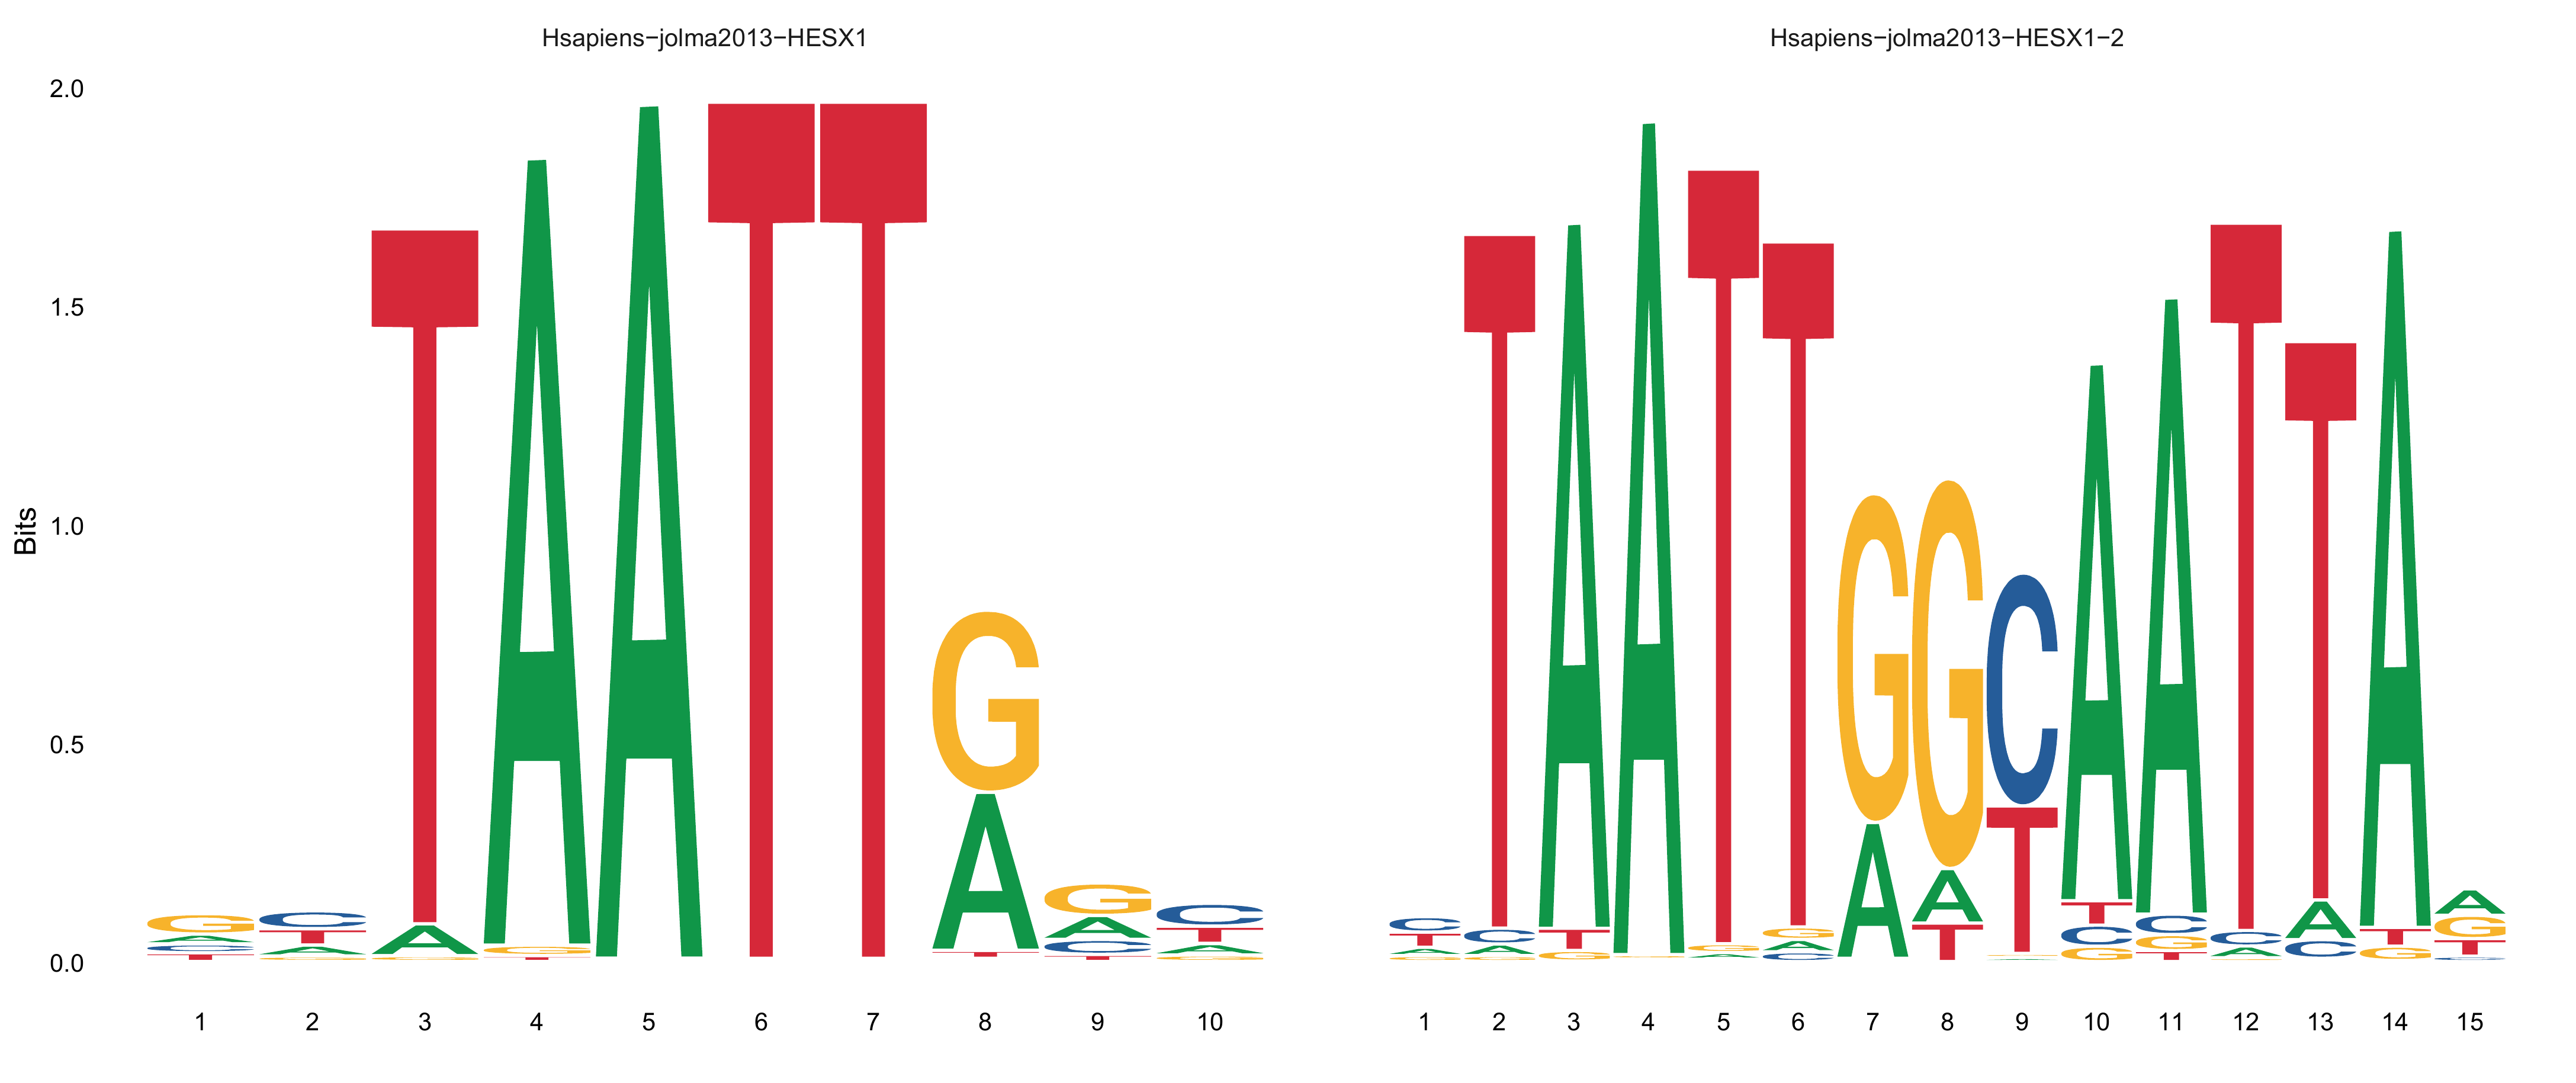 Hsapiens−jolma2013−HESX1
Hsapiens−jolma2013−HESX1−2
Bits
2.0
1.5
1.0
0.5
0.0
G C T A A T T G G C
A T A G A A T
C A T C A
T T
C T A A T T G G C A A T T A A
T C T G G A A T T C C A T G
A A G A A C T C G A C G T
G C G T
1 2 3 4 5 6 7 8 9 10
1 2 3 4 5 6 7 8 9 10 11 12 13 14 15